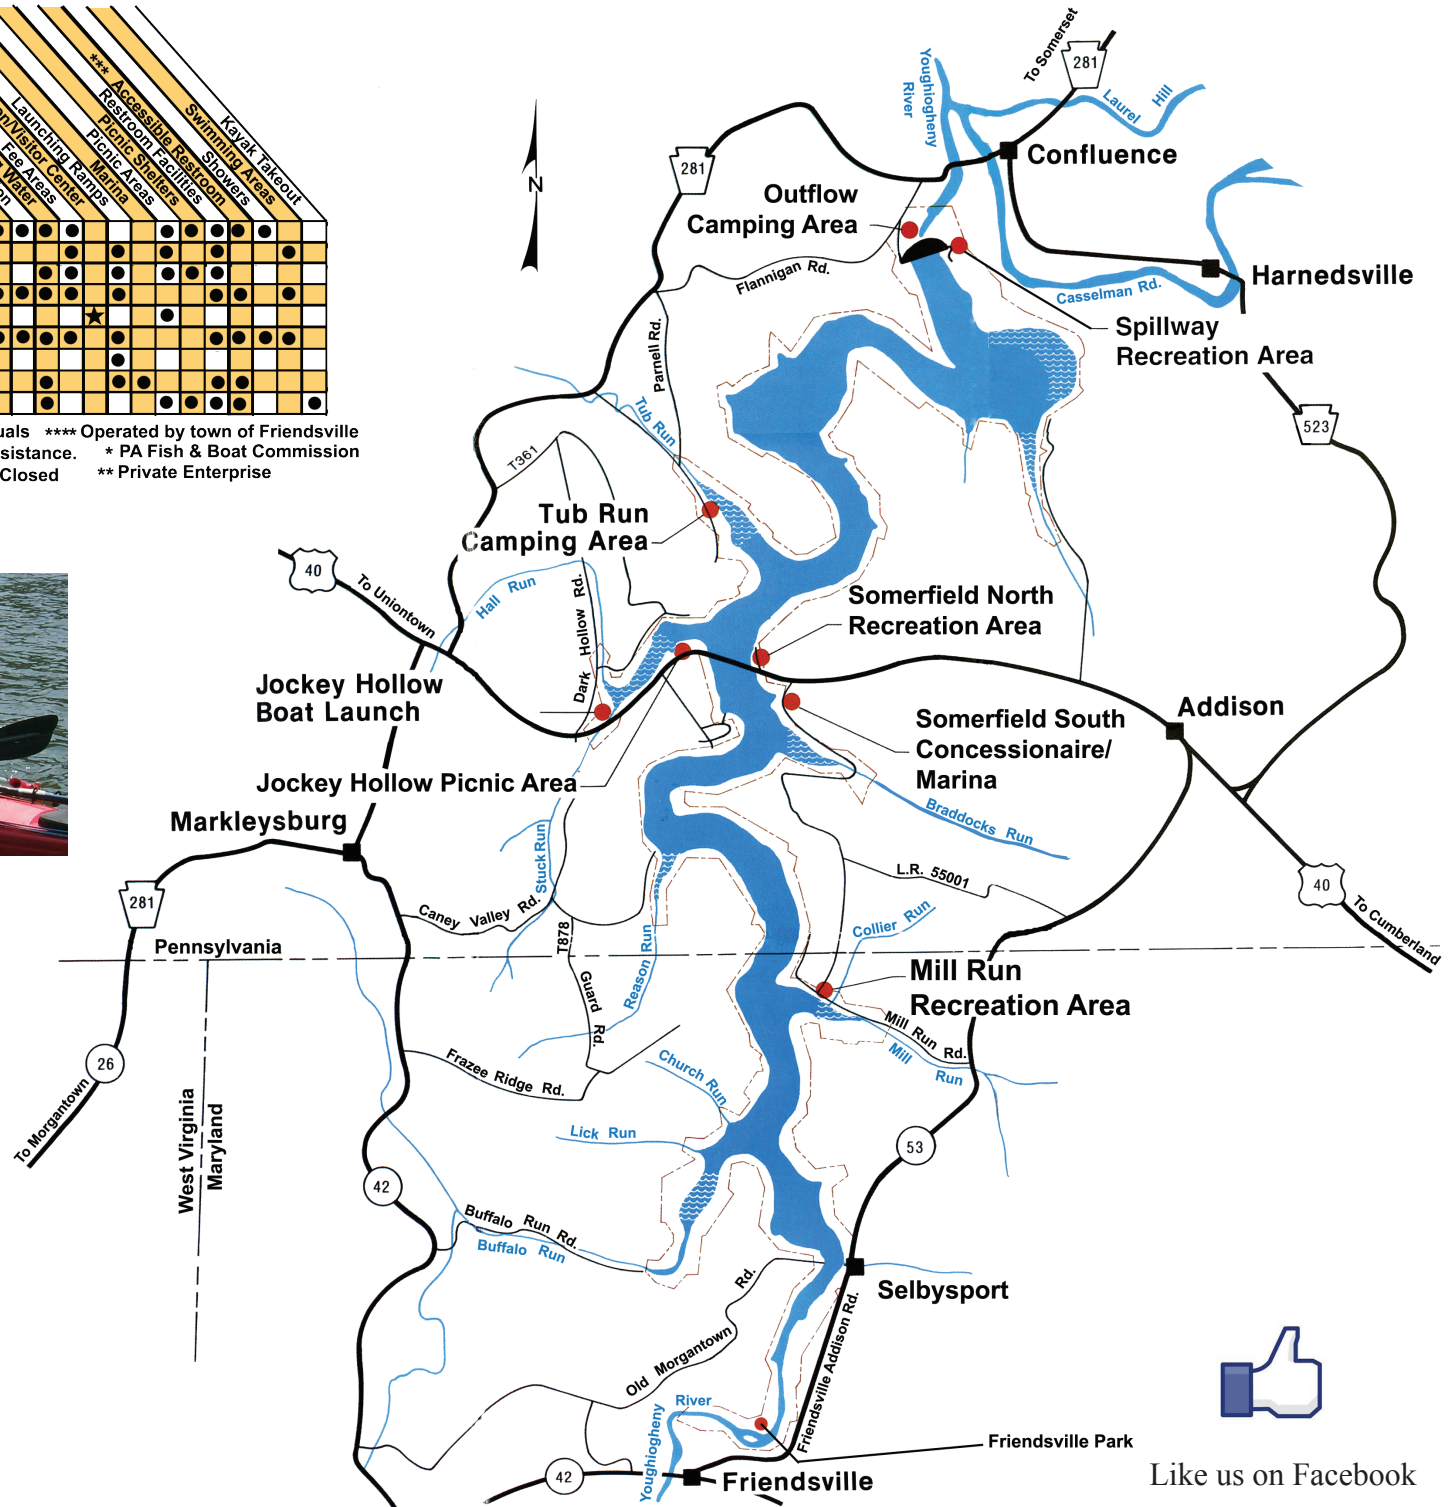 *** Accessible Restroom
Restroom Facilities
Picnic Shelters
Picnic Areas
Marina
Launching Ramps
on/Visitor Center
Fee Areas
Water
on
Showers
Swimming Areas
Kayak Takeout
uals **** Operated by town of Friendsville
sistance. * PA Fish & Boat Commission
Closed ** Private Enterprise
N
To Somerset
281
Youghiogheny
River
Laurel Hill
Confluence
281
Outflow
Camping Area
Flannigan Rd.
Harnedsville
Casselman Rd.
Spillway
Recreation Area
Parnell Rd.
Tub Run
523
T361
Tub Run
Camping Area
40
To Uniontown
Hall Run
Dark Hollow Rd.
Somerfield North
Recreation Area
Jockey Hollow
Boat Launch
Addison
Somerfield South
Concessionaire/
Marina
Jockey Hollow Picnic Area
Braddocks Run
Markleysburg
Stuck Run
L.R. 55001
40
To Cumberland
281
Caney Valley Rd.
Collier Run
T878
Pennsylvania
Reason Run
Mill Run
Recreation Area
Guard Rd.
Mill Run Rd.
Mill Run
26
To Morgantown
Frazee Ridge Rd.
Church Run
West Virginia
Maryland
Lick Run
53
42
Buffalo Run Rd.
Buffalo Run
Rd.
Selbysport
Old Morgantown
Friendsville Addison Rd.
River
Youghiogheny
Friendsville Park
42
Friendsville
Like us on Facebook